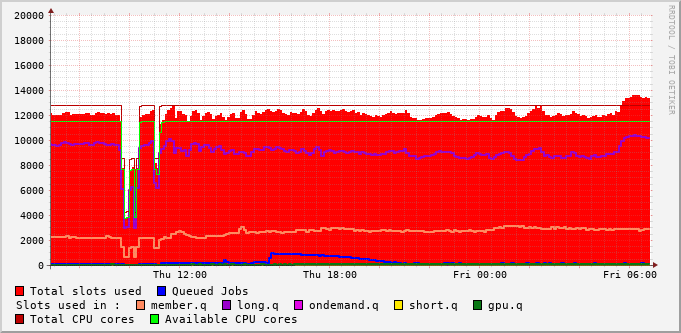 20000
18000
16000
14000
12000
10000
8000
6000
4000
2000
0
Thu 12:00 Thu 18:00 Fri 00:00 Fri 06:00
RRDTOOL / TOBI OETIKER
Total slots used Queued Jobs
Slots used in : member.q long.q ondemand.q short.q gpu.q
Total CPU cores Available CPU cores